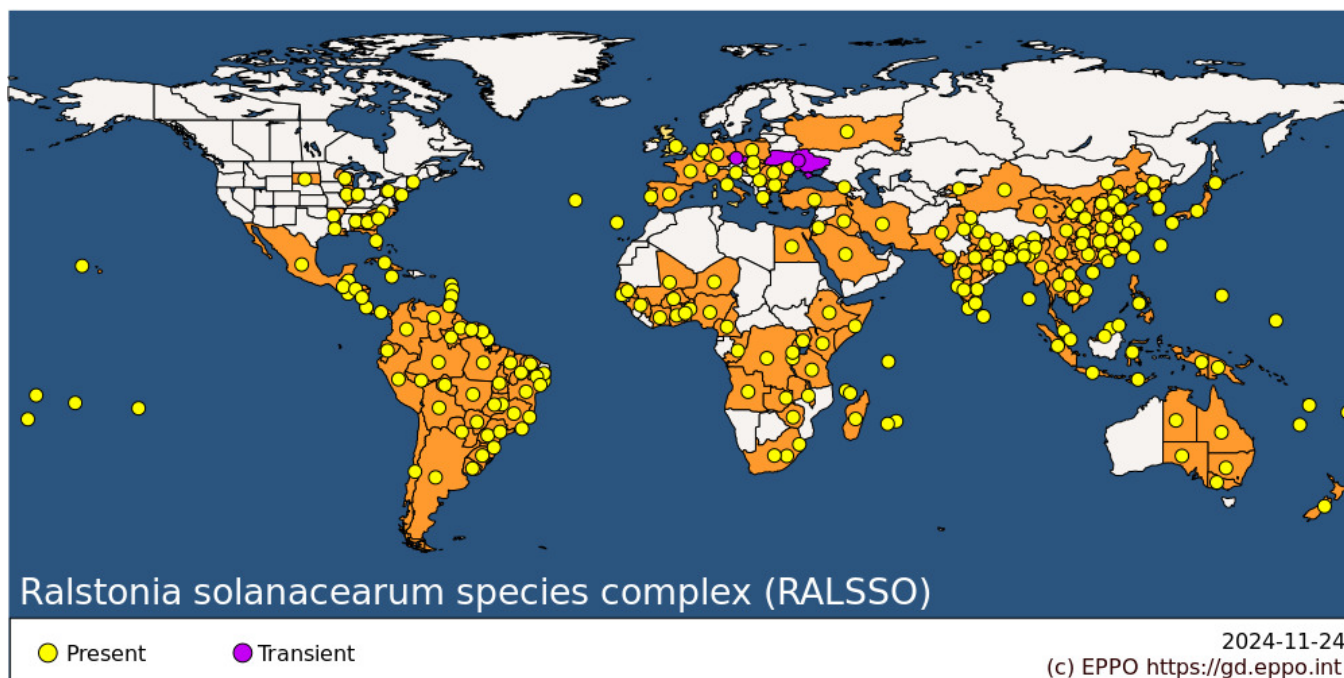 Ralstonia solanacearum species complex (RALSSO)
Present
Transient
2024-11-24
(c) EPPO https://gd.eppo.int